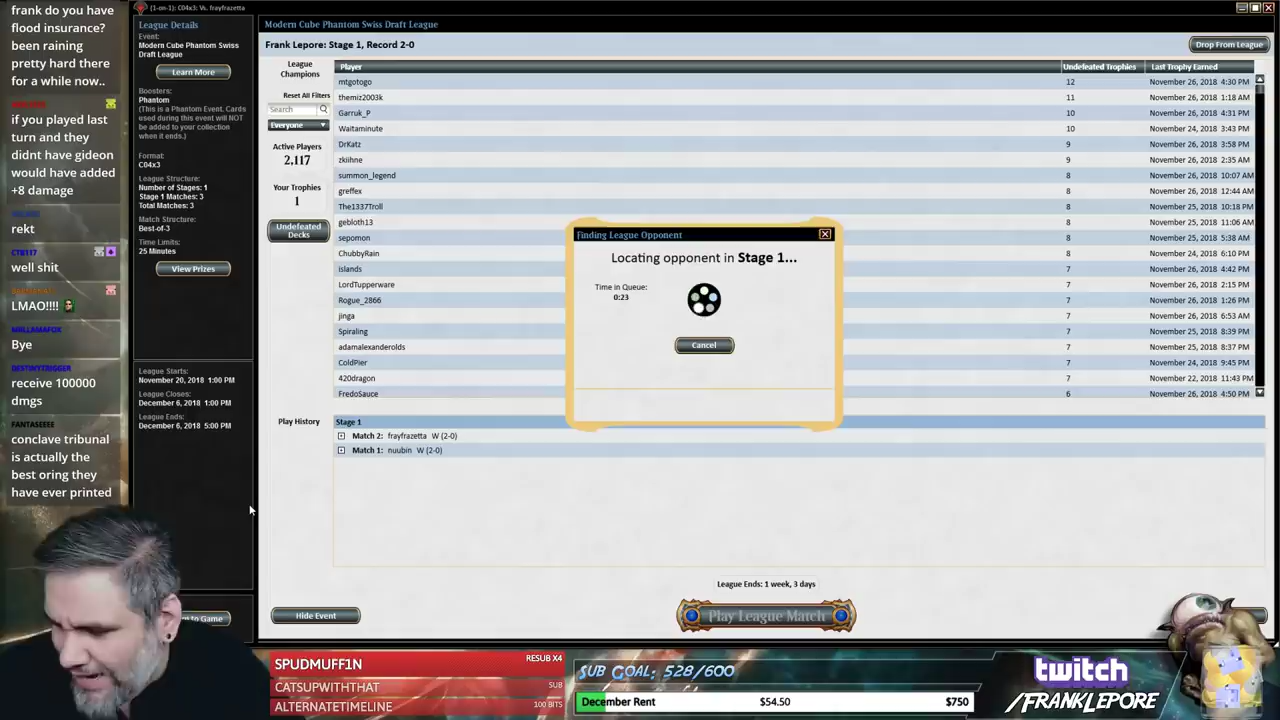 frank do you have
flood insurance?
been raining
pretty hard there
for a while now..
if you played last
turn and they
didnt have gideon
would have added
+8 damage
rekt
CTB117
well shit
LMAO!!!!
MALLAMAFOX
Bye
DESTINYTRIGGER
receive 100000
dmgs
FANTASEEEE
conclave tribunal
is actually the
best oring they
have ever printed
(1-on-1); C04x3; Vs. frayfrazetta
League Details
Event:
Modern Cube Phantom Swiss
Draft League
Learn More
Boosters:
Phantom
(This is a Phantom Event. Cards
used during this event will NOT
be added to your collection
when it ends.)
Format:
C04x3
League Structure:
Number of Stages: 1
Stage 1 Matches: 3
Total Matches: 3
Match Structure:
Best-of-3
Time Limits:
25 Minutes
View Prizes
League Starts:
November 20, 2018 1:00 PM
League Closes:
December 6, 2018 1:00 PM
League Ends:
December 6, 2018 5:00 PM
to Game
Modern Cube Phantom Swiss Draft League
Frank Lepore: Stage 1, Record 2-0
Drop From League
League
Champions
Reset All Filters
Search
Everyone
Active Players
2,117
Your Trophies
1
Undefeated
Decks
Player Undefeated Trophies Last Trophy Earned
mtgotogo 12 November 26, 2018 4:30 PM
themiz2003k 11 November 26, 2018 1:18 AM
Garruk_P 10 November 26, 2018 4:31 PM
Waitaminute 10 November 24, 2018 3:43 PM
DrKatz 9 November 26, 2018 3:58 PM
zkiihne 9 November 26, 2018 2:35 AM
summon_legend 8 November 26, 2018 10:07 AM
greffex 8 November 26, 2018 12:44 AM
The1337Troll 8 November 25, 2018 10:18 PM
gebloth13 8 November 25, 2018 11:06 AM
sepomon 8 November 25, 2018 5:38 AM
ChubbyRain 8 November 24, 2018 6:10 PM
islands 7 November 26, 2018 4:42 PM
LordTupperware 7 November 26, 2018 2:15 PM
Rogue_2866 7 November 26, 2018 1:26 PM
jinga 7 November 26, 2018 6:53 AM
Spiraling 7 November 25, 2018 8:39 PM
adamalexanderolds 7 November 25, 2018 8:37 PM
ColdPier 7 November 24, 2018 9:45 PM
420dragon 7 November 22, 2018 11:43 PM
FredoSauce 6 November 26, 2018 4:50 PM
Finding League Opponent
Locating opponent in Stage 1...
Time in Queue:
0:23
Cancel
Play History
Stage 1
Match 2: frayfrazetta W (2-0)
Match 1: nuubin W (2-0)
League Ends: 1 week, 3 days
Hide Event
Play League Match
SPUDMUFF1N RESUB X4
CATSUPWITHTHAT SUB
ALTERNATETIMELINE 100 BITS
SUB GOAL: 528/600
December Rent $54.50 $750
twitch
/FRANKLEPORE